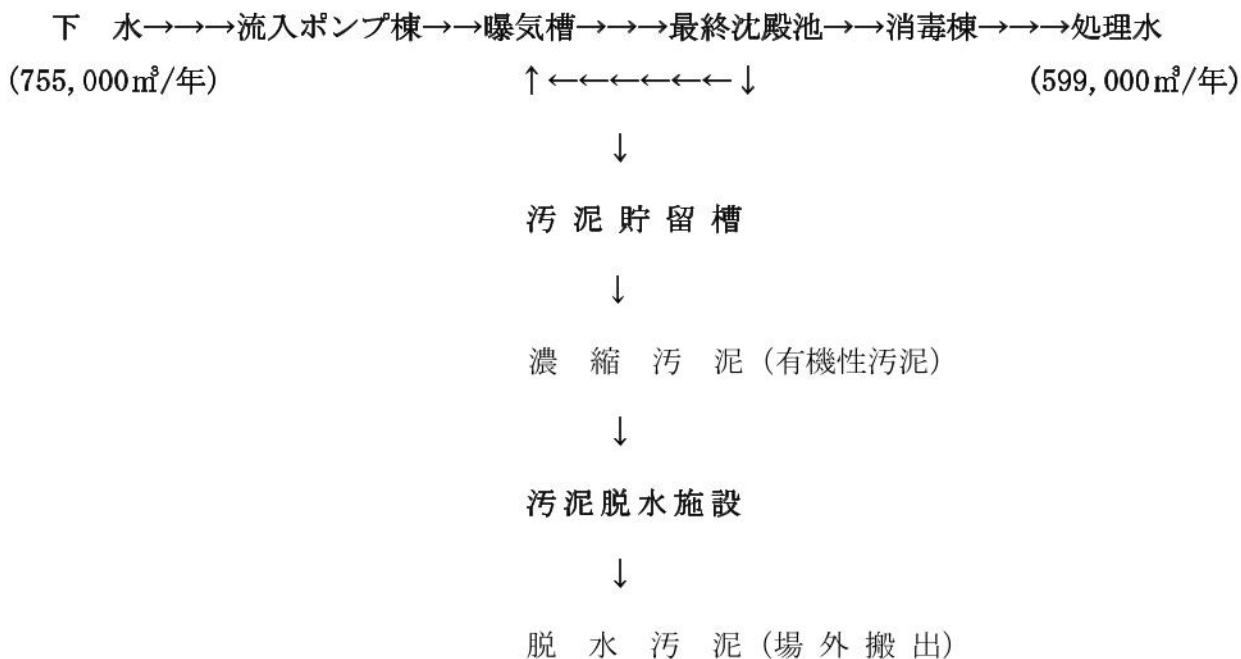 下　水→→→流入ポンプ棟→→曝気槽→→→最終沈殿池→→消毒棟→→→処理水
(755,000㎥/年)　↑←←←←←←↓　(599,000㎥/年)
↓
汚 泥 貯 留 槽
↓
濃　縮　汚　泥（有機性汚泥）
↓
汚泥脱水施設
↓
脱　水　汚　泥（場 外 搬 出）